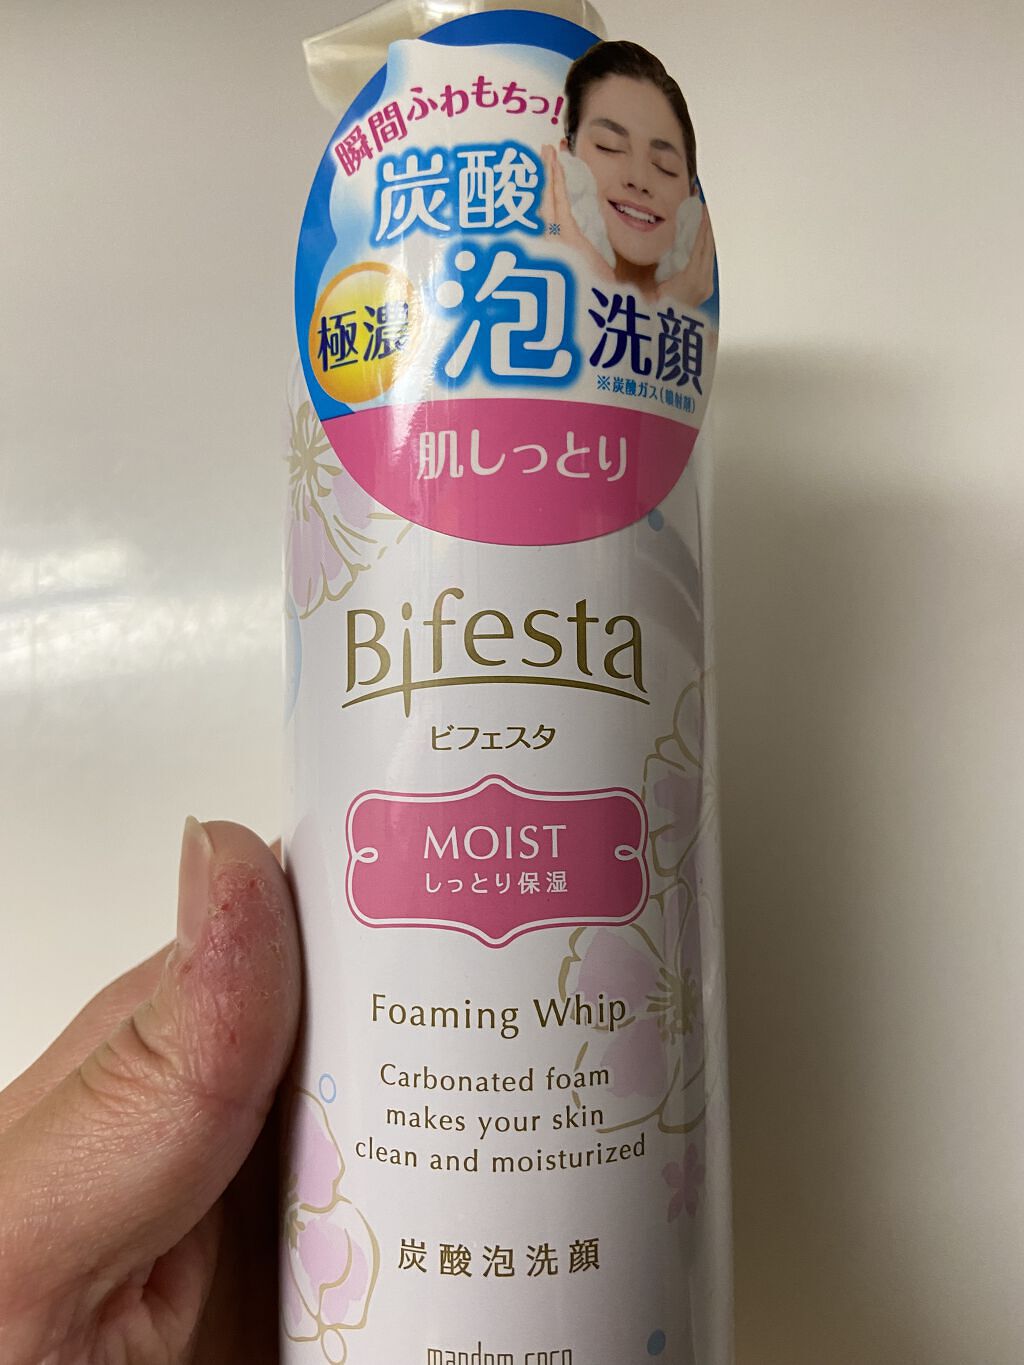 瞬間ふわもちっ!
炭酸※
極濃
泡
洗顔
※炭酸ガス(噴射剤)
肌しっとり
Bifesta
ビフェスタ
MOIST
しっとり保湿
Foaming Whip
Carbonated foam
makes your skin
clean and moisturized
炭酸泡洗顔
mandom corp